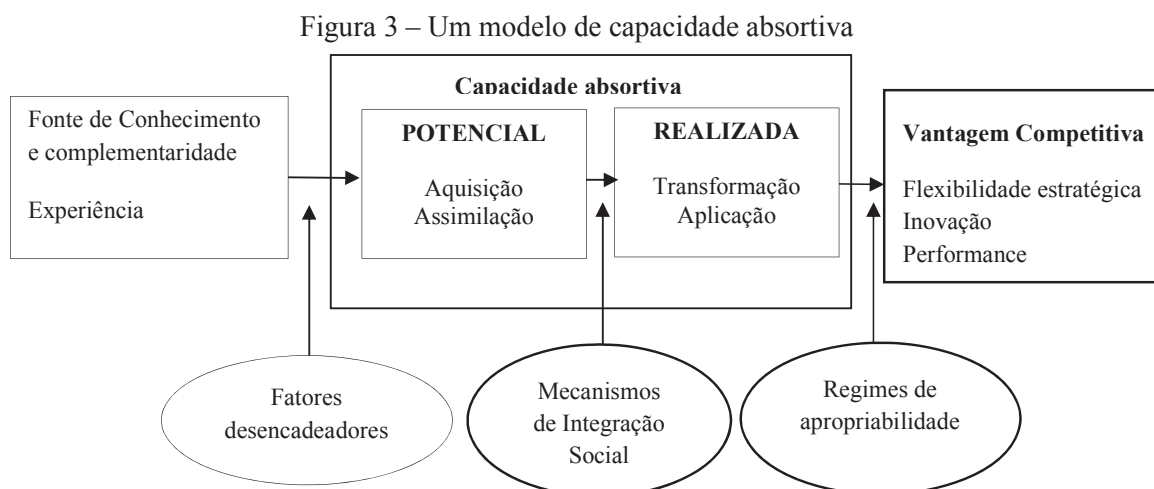 Figura 3 – Um modelo de capacidade absortiva
Capacidade absortiva
Fonte de Conhecimento
e complementaridade
Experiência
POTENCIAL
Aquisição
Assimilação
REALIZADA
Transformação
Aplicação
Vantagem Competitiva
Flexibilidade estratégica
Inovação
Performance
Fatores
desencadeadores
Mecanismos
de Integração
Social
Regimes de
apropriabilidade